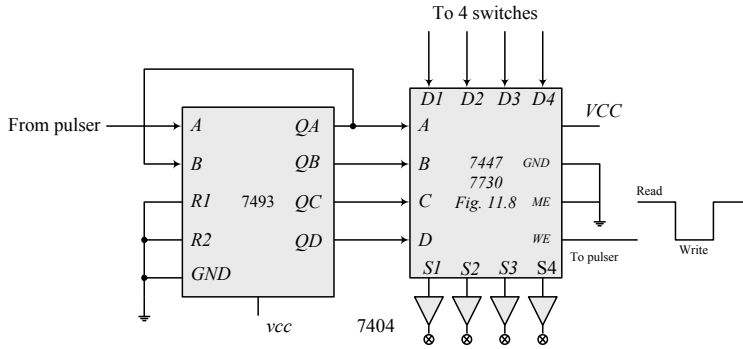 To 4 switches
D1 D2 D3 D4
From pulser
A QA A VCC
B QB B 7447 GND
7730
R1 7493 QC C Fig. 11.8 ME Read
R2 QD D WE
To pulser Write
GND S1 S2 S3 S4
vcc 7404